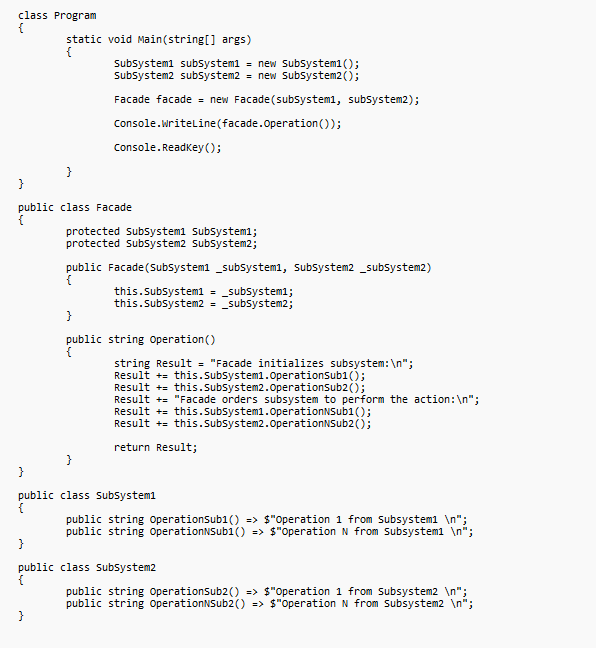 class Program
{
static void Main(string[] args)
{
SubSystem1 subSystem1 = new SubSystem1();
SubSystem2 subSystem2 = new SubSystem2();
Facade facade = new Facade(subSystem1, subSystem2);
Console.WriteLine(facade.Operation());
Console.ReadKey();
}
}
public class Facade
{
protected SubSystem1 SubSystem1;
protected SubSystem2 SubSystem2;
public Facade(SubSystem1 _subSystem1, SubSystem2 _subSystem2)
{
this.SubSystem1 = _subSystem1;
this.SubSystem2 = _subSystem2;
}
public string Operation()
{
string Result = "Facade initializes subsystem:\n";
Result += this.SubSystem1.OperationSub1();
Result += this.SubSystem2.OperationSub2();
Result += "Facade orders subsystem to perform the action:\n";
Result += this.SubSystem1.OperationNSub1();
Result += this.SubSystem2.OperationNSub2();
return Result;
}
}
public class SubSystem1
{
public string OperationSub1() => $"Operation 1 from Subsystem1 \n";
public string OperationNSub1() => $"Operation N from Subsystem1 \n";
}
public class SubSystem2
{
public string OperationSub2() => $"Operation 1 from Subsystem2 \n";
public string OperationNSub2() => $"Operation N from Subsystem2 \n";
}